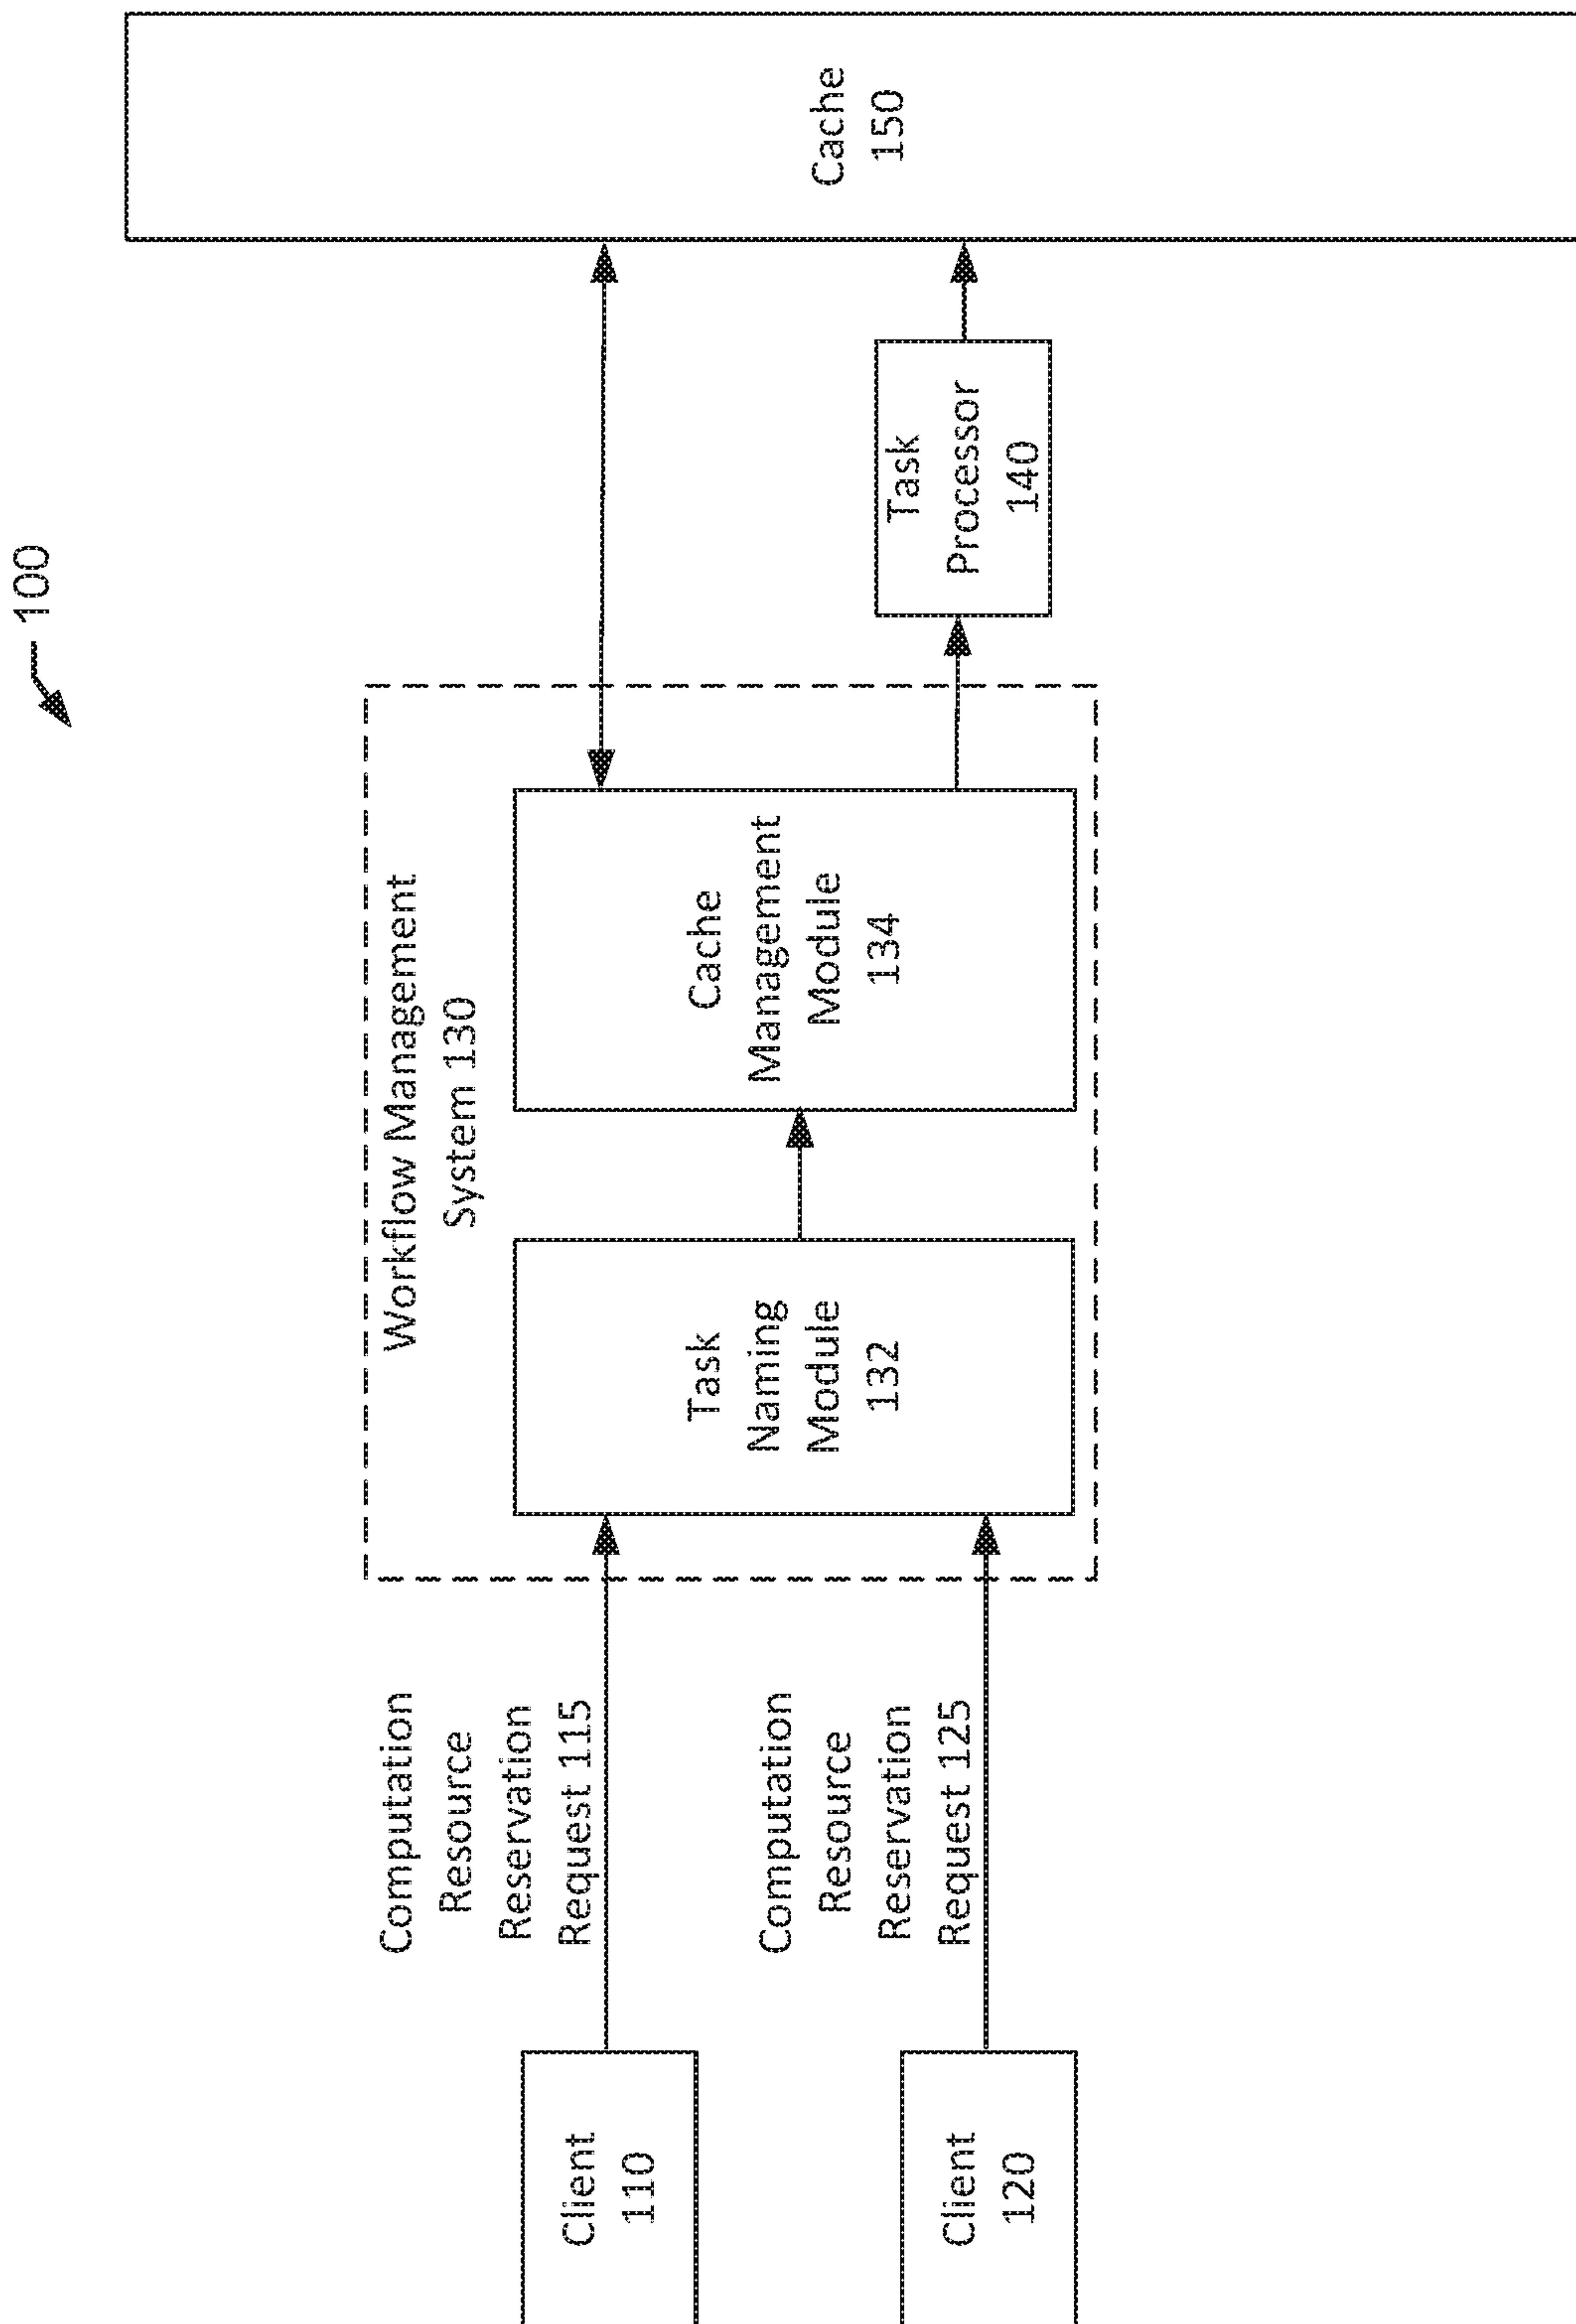 100
Workflow Management
System 130
Computation
Resource
Reservation
Request 115
Computation
Resource
Reservation
Request 125
Client
110
Client
120
Task
Naming
Module
132
Cache
Management
Module
134
Task
Processor
140
Cache
150